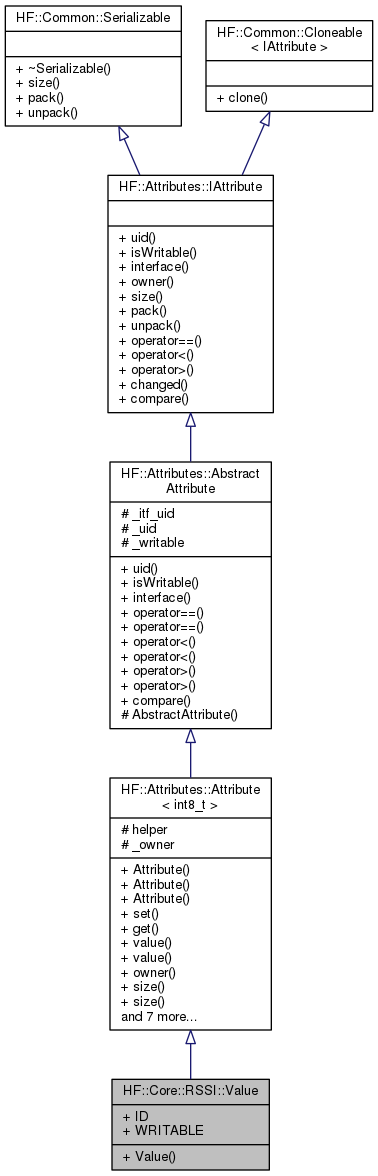 HF::Common::Serializable
+ ~Serializable()
+ size()
+ pack()
+ unpack()
HF::Common::Cloneable
< IAttribute >
+ clone()
HF::Attributes::IAttribute
+ uid()
+ isWritable()
+ interface()
+ owner()
+ size()
+ pack()
+ unpack()
+ operator==()
+ operator<()
+ operator>()
+ changed()
+ compare()
HF::Attributes::Abstract
Attribute
# _itf_uid
# _uid
# _writable
+ uid()
+ isWritable()
+ interface()
+ operator==()
+ operator==()
+ operator<()
+ operator<()
+ operator>()
+ operator>()
+ compare()
# AbstractAttribute()
HF::Attributes::Attribute
< int8_t >
# helper
# _owner
+ Attribute()
+ Attribute()
+ Attribute()
+ set()
+ get()
+ value()
+ value()
+ owner()
+ size()
+ size()
and 7 more...
HF::Core::RSSI::Value
+ ID
+ WRITABLE
+ Value()